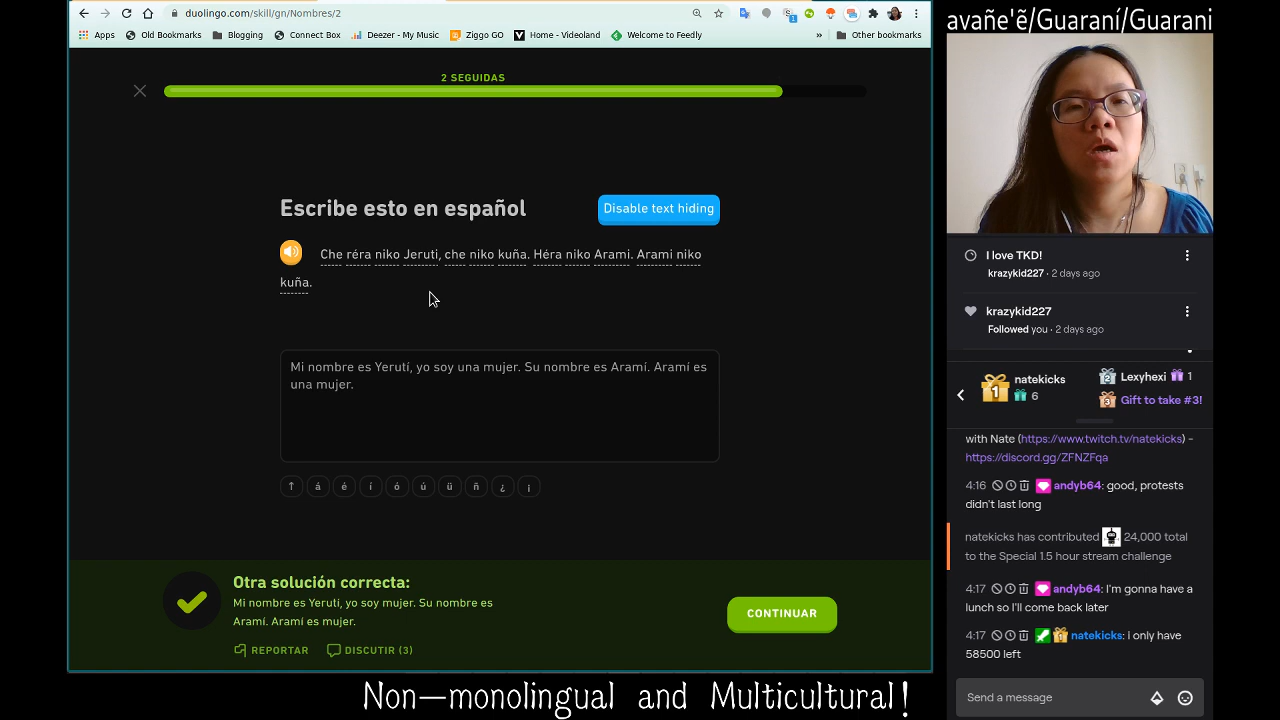 duolingo.com/skill/gn/Nombres/2
avañe'ẽ/Guaraní/Guarani
Apps Old Bookmarks Blogging Connect Box Deezer - My Music Ziggo GO Home - Videoland Welcome to Feedly » Other bookmarks
2 SEGUIDAS
Escribe esto en español
Disable text hiding
Che réra niko Jeruti, che niko kuña. Héra niko Arami. Arami niko
kuña.
Mi nombre es Yerutí, yo soy una mujer. Su nombre es Aramí. Aramí es
una mujer.
↑ á é í ó ú ü ñ ¿ ¡
Otra solución correcta:
Mi nombre es Yerutí, yo soy mujer. Su nombre es
Aramí. Aramí es mujer.
CONTINUAR
REPORTAR DISCUTIR (3)
I love TKD!
krazykid227 · 2 days ago
krazykid227
Followed you · 2 days ago
1 natekicks
6
2 Lexyhexi 1
3 Gift to take #3!
with Nate (https://www.twitch.tv/natekicks) -
https://discord.gg/ZFNZFqa
4:16 andyb64: good, protests
didn't last long
natekicks has contributed 24,000 total
to the Special 1.5 hour stream challenge
4:17 andyb64: I'm gonna have a
lunch so I'll come back later
4:17 natekicks: i only have
58500 left
Send a message
Non-monolingual and Multicultural!